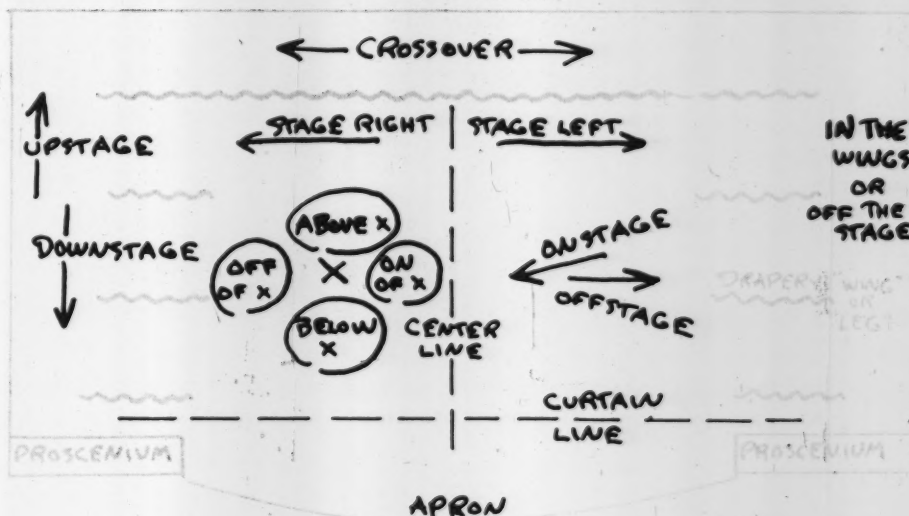 CROSSOVER
UPSTAGE
STAGE RIGHT
STAGE LEFT
IN THE
WINGS
OR
OFF THE
STAGE
DOWNSTAGE
ABOVE X
OFF
OF X
X
ON
OF X
BELOW
X
CENTER
LINE
ONSTAGE
OFFSTAGE
DRAPERY "WING"
OR
"LEG"
CURTAIN
LINE
PROSCENIUM
PROSCENIUM
APRON